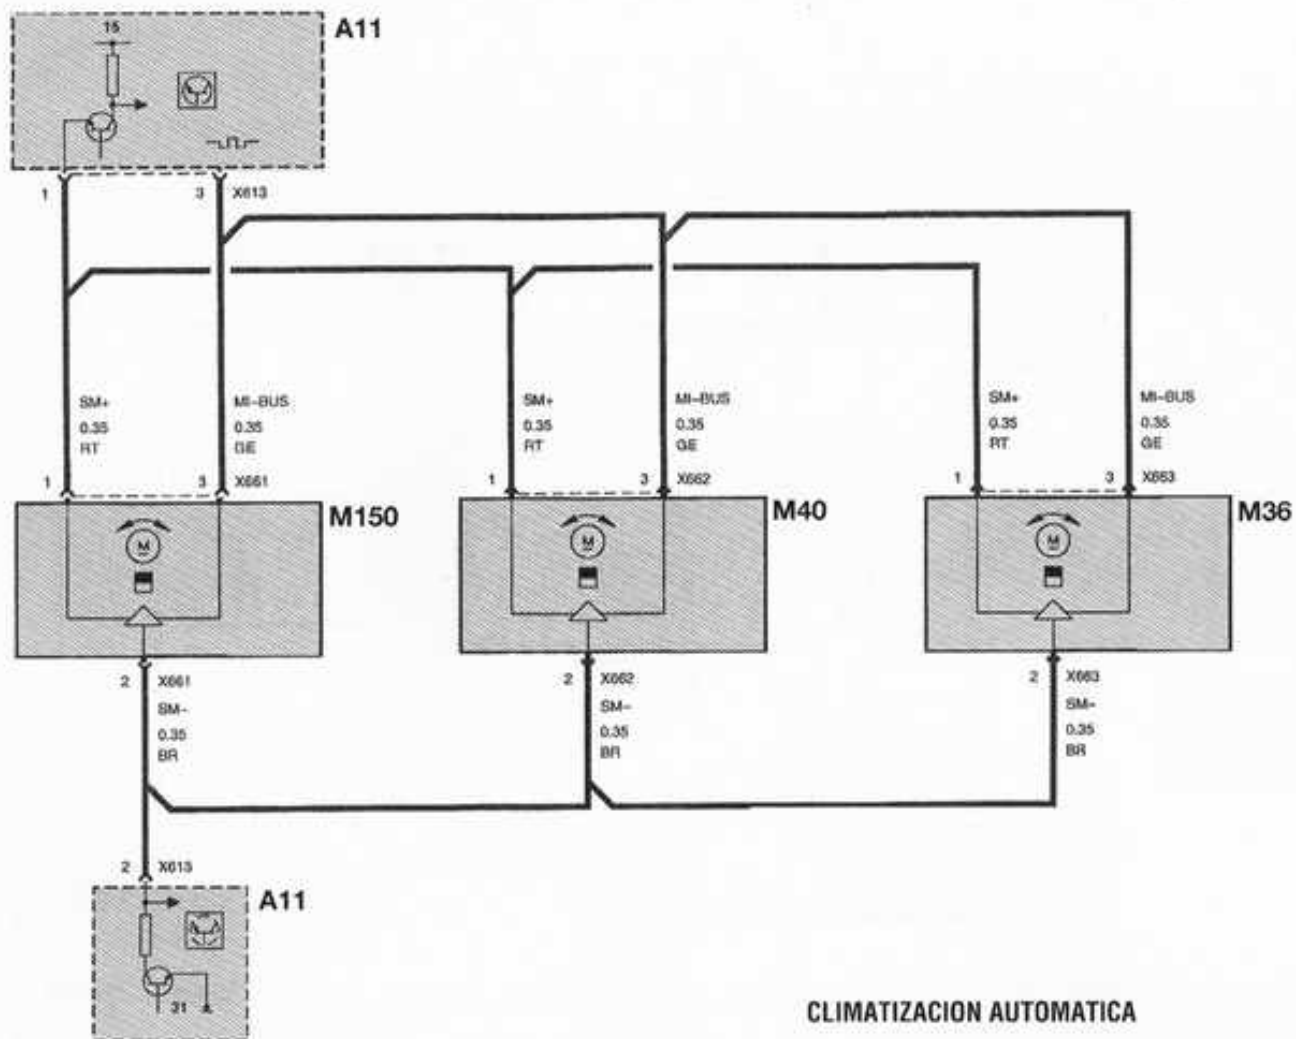 A11
15
1
3 X613
SM+
0.35
RT
MI-BUS
0.35
GE
SM+
0.35
RT
MI-BUS
0.35
GE
SM+
0.35
RT
MI-BUS
0.35
GE
1
3 X661
1
3 X662
1
3 X663
M150
M
M40
M
M36
M
2 X661
SM-
0.35
BR
2 X662
SM-
0.35
BR
2 X663
SM-
0.35
BR
2 X613
A11
31
CLIMATIZACION AUTOMATICA